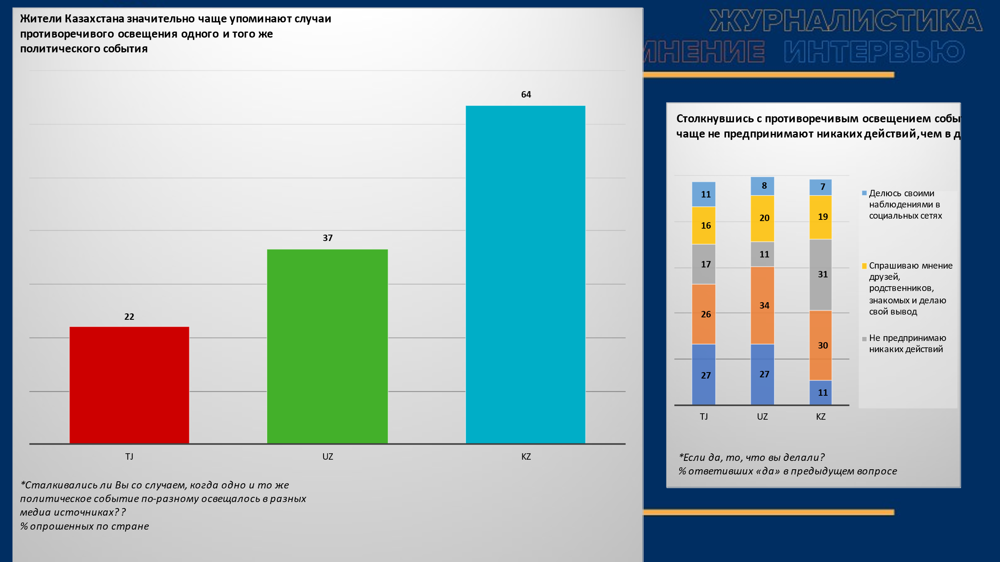 Жители Казахстана значительно чаще упоминают случаи
противоречивого освещения одного и того же
политического события
64
37
22
TJ UZ KZ
*Сталкивались ли Вы со случаем, когда одно и то же
политическое событие по-разному освещалось в разных
медиа источниках??
% опрошенных по стране
ЖУРНАЛИСТИКА
ИНТЕРВЬЮ
Столкнувшись с противоречивым освещением
чаще не предпринимают никаких действий, чем в
11 8 7
16 20 19
17 11 31
26 34 30
27 27 11
TJ UZ KZ
Делюсь своими
наблюдениями в
социальных сетях
Спрашиваю мнение
друзей,
родственников,
знакомых и делаю
свой вывод
Не предпринимаю
никаких действий
*Если да, то, что вы делали?
% ответивших «да» в предыдущем вопросе